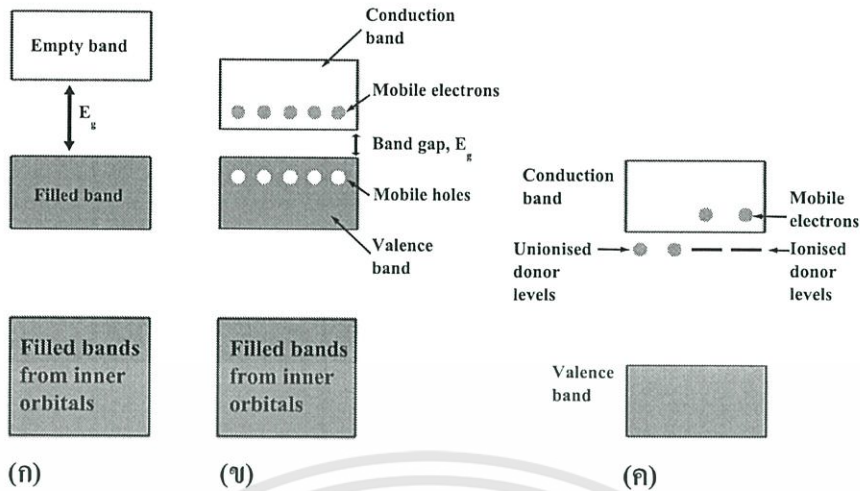 Empty band
E g
Filled band
Filled bands
from inner
orbitals
(ก)
Conduction
band
Mobile electrons
Band gap, E g
Mobile holes
Valence
band
Filled bands
from inner
orbitals
(ข)
Conduction
band
Mobile
electrons
Unionised
donor
levels
Ionised
donor
levels
Valence
band
(ค)